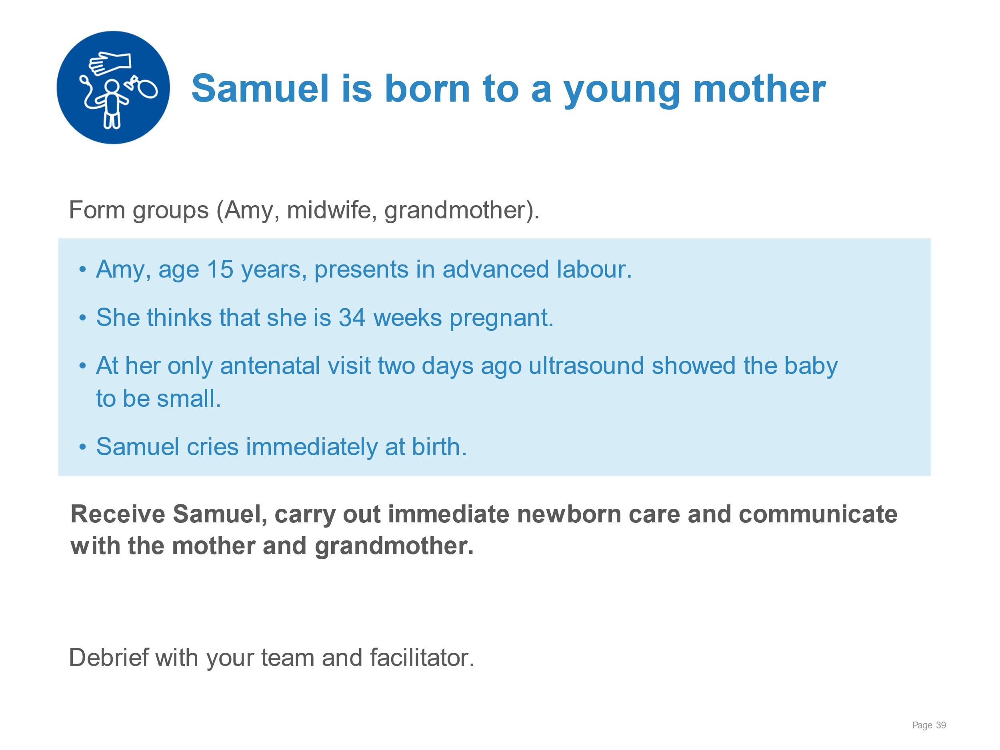 Samuel is born to a young mother
Form groups (Amy, midwife, grandmother).
• Amy, age 15 years, presents in advanced labour.
• She thinks that she is 34 weeks pregnant.
• At her only antenatal visit two days ago ultrasound showed the baby
to be small.
• Samuel cries immediately at birth.
Receive Samuel, carry out immediate newborn care and communicate
with the mother and grandmother.
Debrief with your team and facilitator.
Page 39